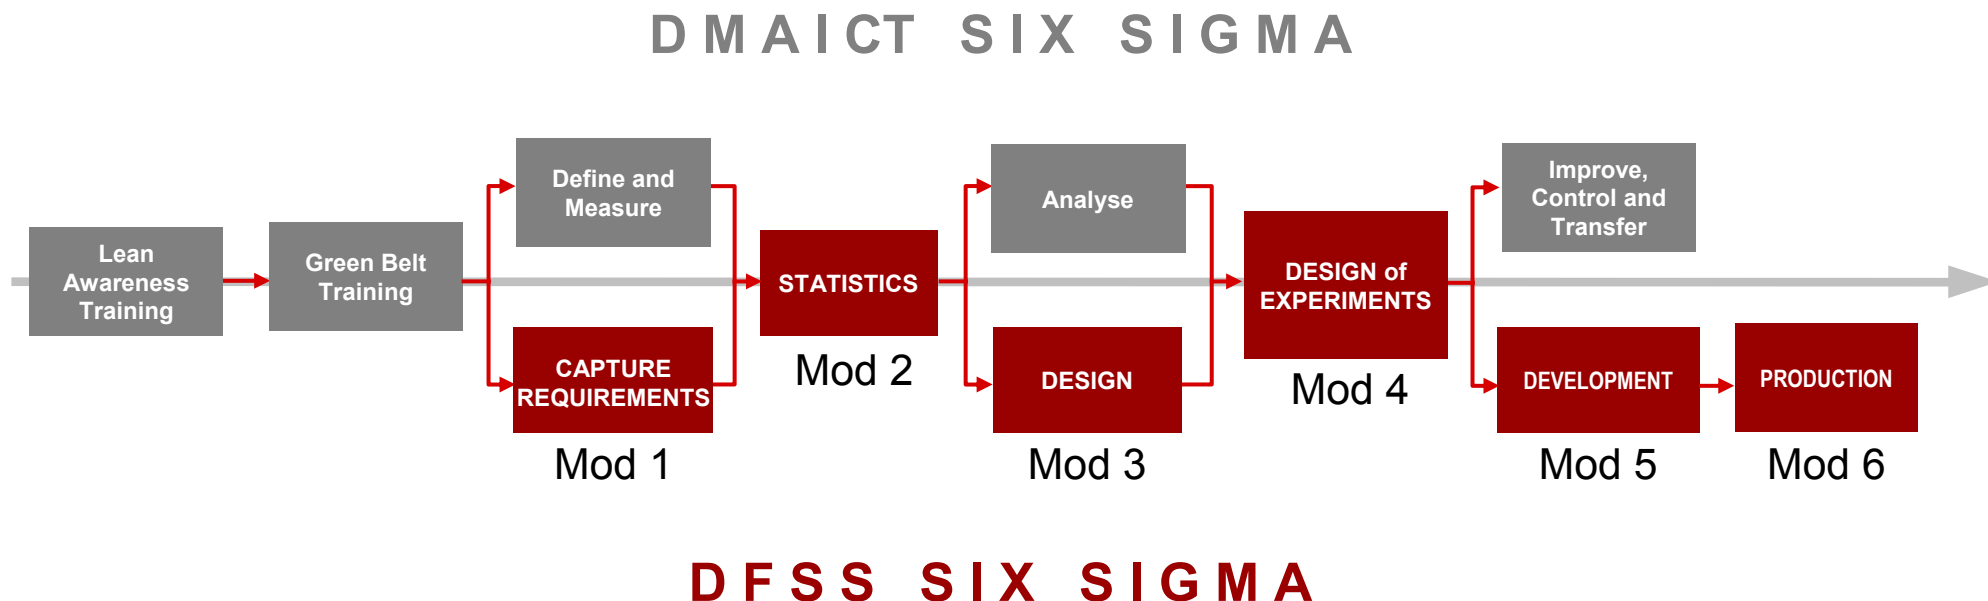 DMAICT SIX SIGMA
Define and
Measure
Analyse
Improve,
Control and
Transfer
Lean
Awareness
Training
Green Belt
Training
STATISTICS
DESIGN of
EXPERIMENTS
CAPTURE
REQUIREMENTS
DESIGN
DEVELOPMENT
PRODUCTION
Mod 1
Mod 2
Mod 3
Mod 4
Mod 5
Mod 6
DFSS SIX SIGMA